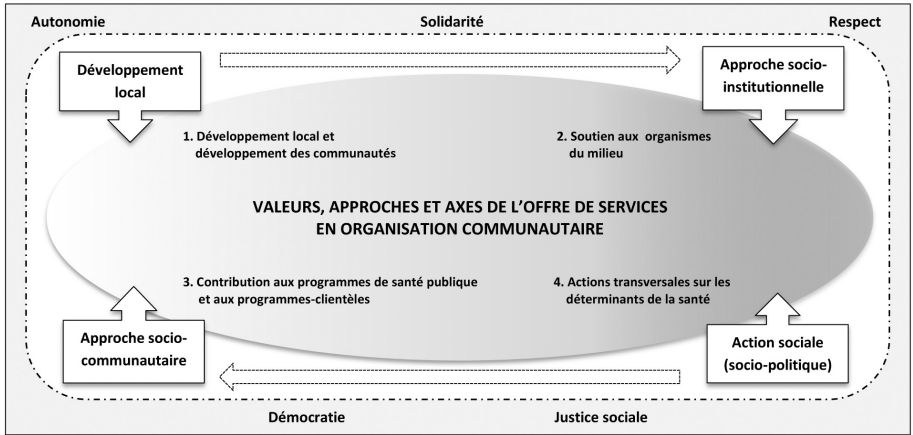 Autonomie
Solidarité
Respect
Développement
local
Approche socio-
institutionnelle
1. Développement local et
développement des communautés
2. Soutien aux organismes
du milieu
VALEURS, APPROCHES ET AXES DE L'OFFRE DE SERVICES
EN ORGANISATION COMMUNAUTAIRE
3. Contribution aux programmes de santé publique
et aux programmes-clientèles
4. Actions transversales sur les
déterminants de la santé
Approche socio-
communautaire
Action sociale
(socio-politique)
Démocratie
Justice sociale